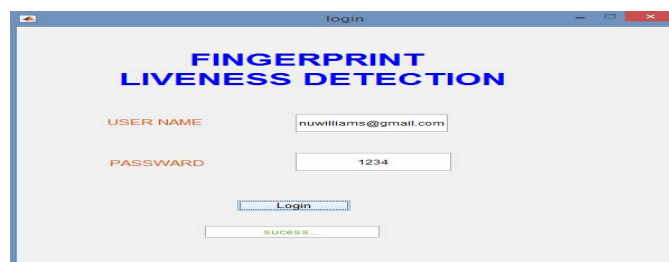 login
FINGERPRINT
LIVENESS DETECTION
USER NAME nuwilliams@gmail.com
PASSWARD 1234
Login
sucess...